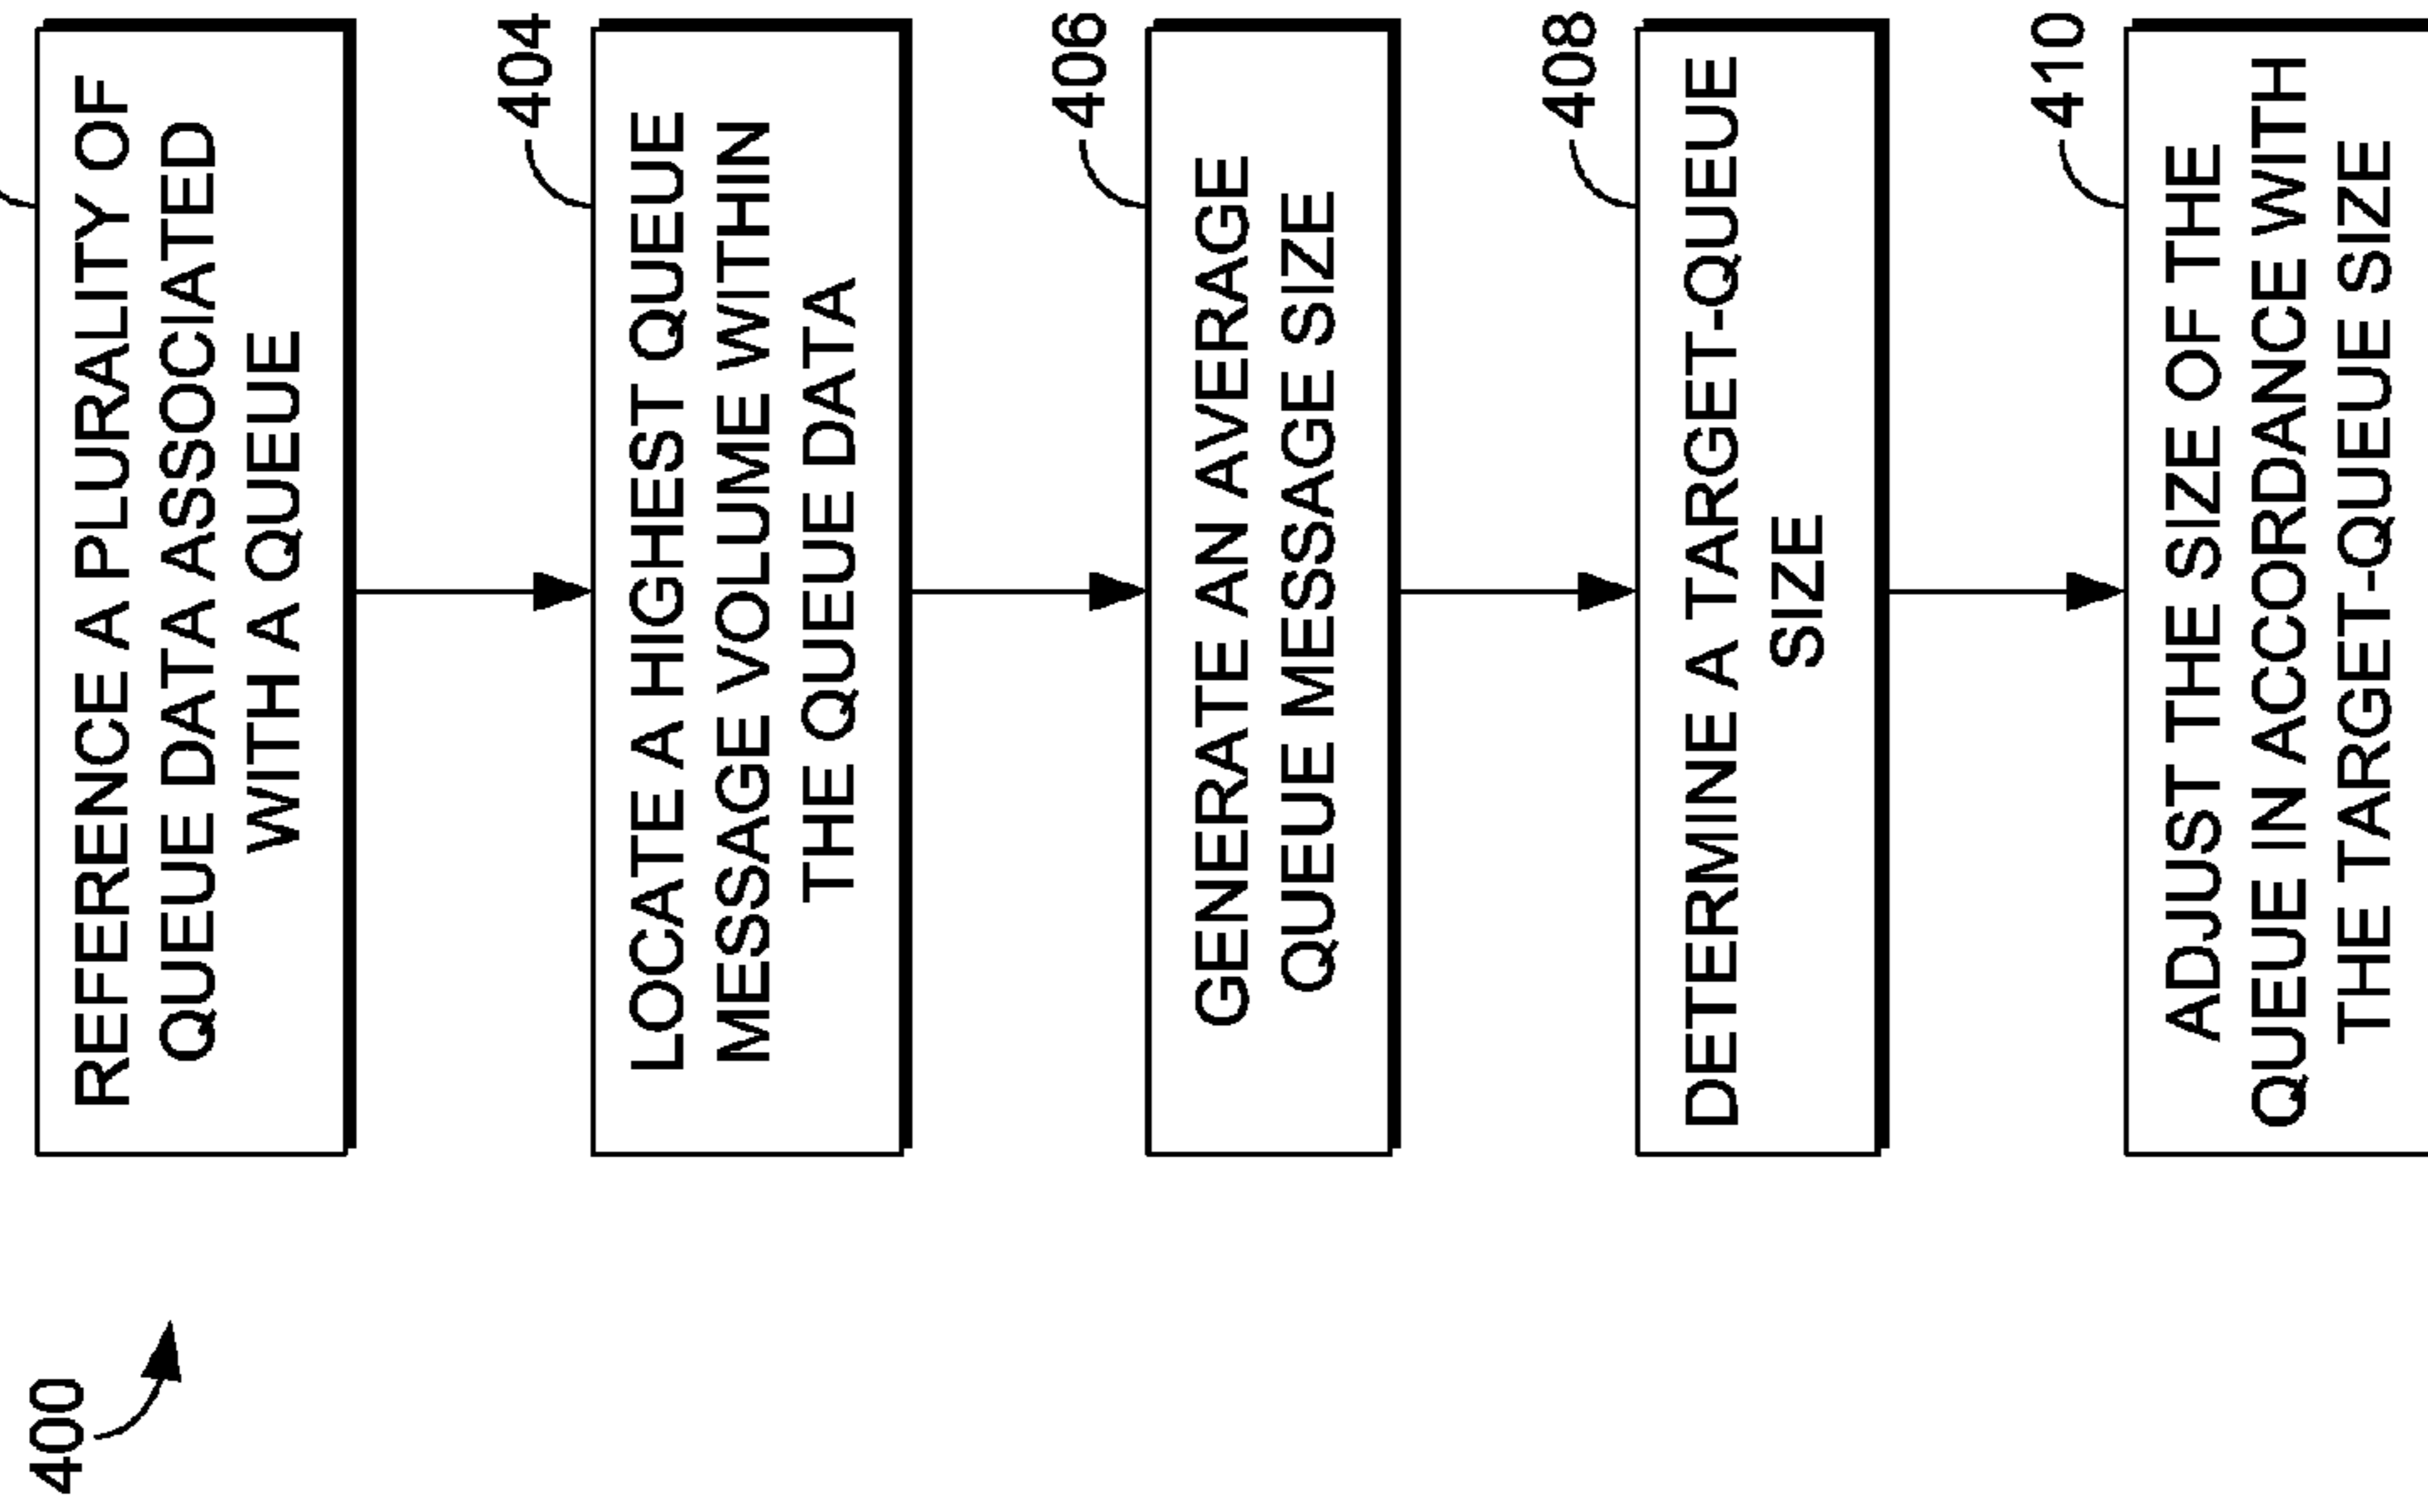 400
REFERENCE A PLURALITY OF
QUEUE DATA ASSOCIATED
WITH A QUEUE
404
LOCATE A HIGHEST QUEUE
MESSAGE VOLUME WITHIN
THE QUEUE DATA
406
GENERATE AN AVERAGE
QUEUE MESSAGE SIZE
408
DETERMINE A TARGET-QUEUE
SIZE
410
ADJUST THE SIZE OF THE
QUEUE IN ACCORDANCE WITH
THE TARGET-QUEUE SIZE